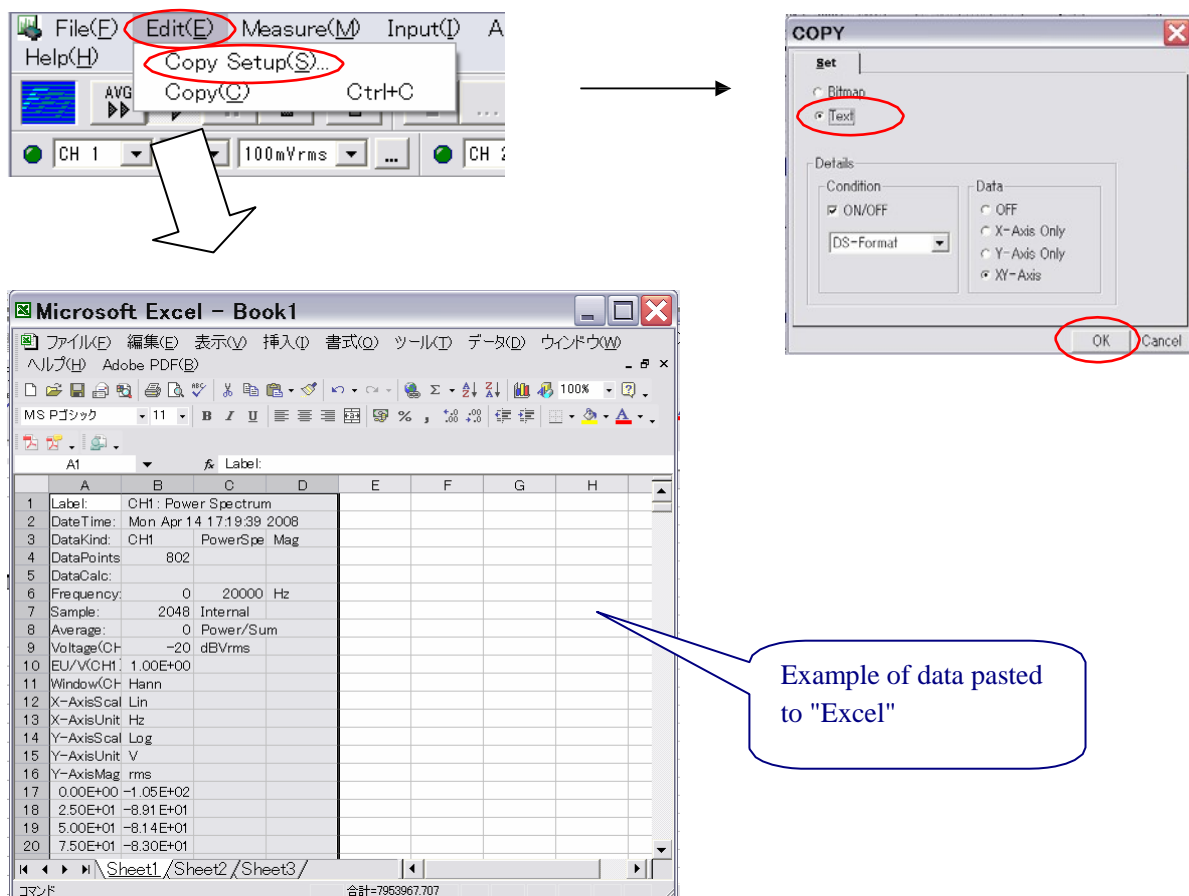 File(F) Edit(E) Measure(M) Input(I) A
Help(H)
Copy Setup(S)...
Copy(C) Ctrl+C
AVG
CH 1 100mVrms ... CH 2
COPY
Set
Bitmap
Text
Details
Condition
ON/OFF
DS-Format
Data
OFF
X-Axis Only
Y-Axis Only
XY-Axis
OK Cancel
Microsoft Excel - Book1
ファイル(F) 編集(E) 表示(V) 挿入(I) 書式(O) ツール(T) データ(D) ウィンドウ(W)
ヘルプ(H) Adobe PDF(B)
100%
MS Pゴシック 11 B I U
A1 fx Label:
A B C D E F G H
1 Label: CH1 : Power Spectrum
2 DateTime: Mon Apr 14 17:19:39 2008
3 DataKind: CH1 PowerSpe Mag
4 DataPoints 802
5 DataCalc:
6 Frequency: 0 20000 Hz
7 Sample: 2048 Internal
8 Average: 0 Power/Sum
9 Voltage(CH -20 dBVrms
10 EU/V(CH1) 1.00E+00
11 Window(CH Hann
12 X-AxisScal Lin
13 X-AxisUnit Hz
14 Y-AxisScal Log
15 Y-AxisUnit V
16 Y-AxisMag rms
17 0.00E+00 -1.05E+02
18 2.50E+01 -8.91E+01
19 5.00E+01 -8.14E+01
20 7.50E+01 -8.30E+01
Sheet1 Sheet2 Sheet3
コマンド 合計=7953967.707
Example of data pasted
to "Excel"